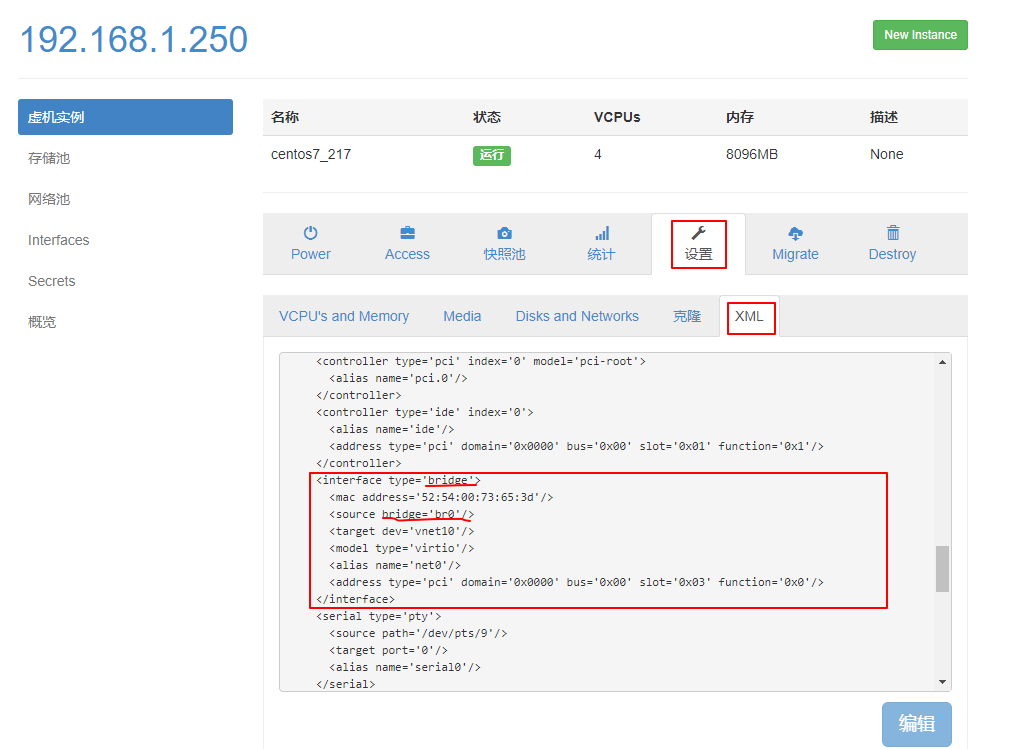 192.168.1.250
New Instance
虚机实例
存储池
网络池
Interfaces
Secrets
概览
名称 状态 VCPUs 内存 描述
centos7_217 运行 4 8096MB None
Power Access 快照池 统计 设置 Migrate Destroy
VCPU's and Memory Media Disks and Networks 克隆 XML
<controller type='pci' index='0' model='pci-root'>
<alias name='pci.0'/>
</controller>
<controller type='ide' index='0'>
<alias name='ide'/>
<address type='pci' domain='0x0000' bus='0x00' slot='0x01' function='0x1'/>
</controller>
<interface type='bridge'>
<mac address='52:54:00:73:65:3d'/>
<source bridge='br0'/>
<target dev='vnet10'/>
<model type='virtio'/>
<alias name='net0'/>
<address type='pci' domain='0x0000' bus='0x00' slot='0x03' function='0x0'/>
</interface>
<serial type='pty'>
<source path='/dev/pts/9'/>
<target port='0'/>
<alias name='serial0'/>
</serial>
编辑